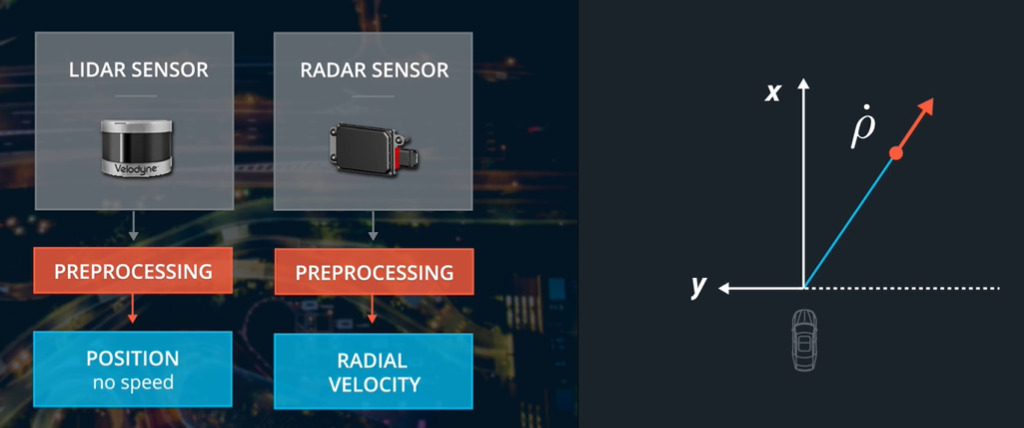 LIDAR SENSOR
Velodyne
PREPROCESSING
POSITION
no speed
RADAR SENSOR
PREPROCESSING
RADIAL
VELOCITY
x
ρ̇
y